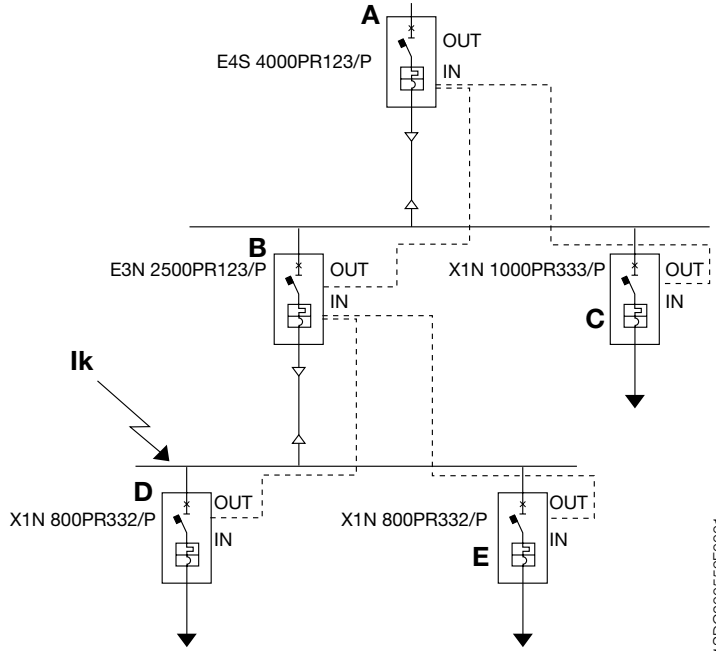 A
OUT
E4S 4000PR123/P
IN
B
E3N 2500PR123/P
OUT
IN
X1N 1000PR333/P
OUT
IN
C
Ik
D
OUT
X1N 800PR332/P
IN
X1N 800PR332/P
OUT
IN
E